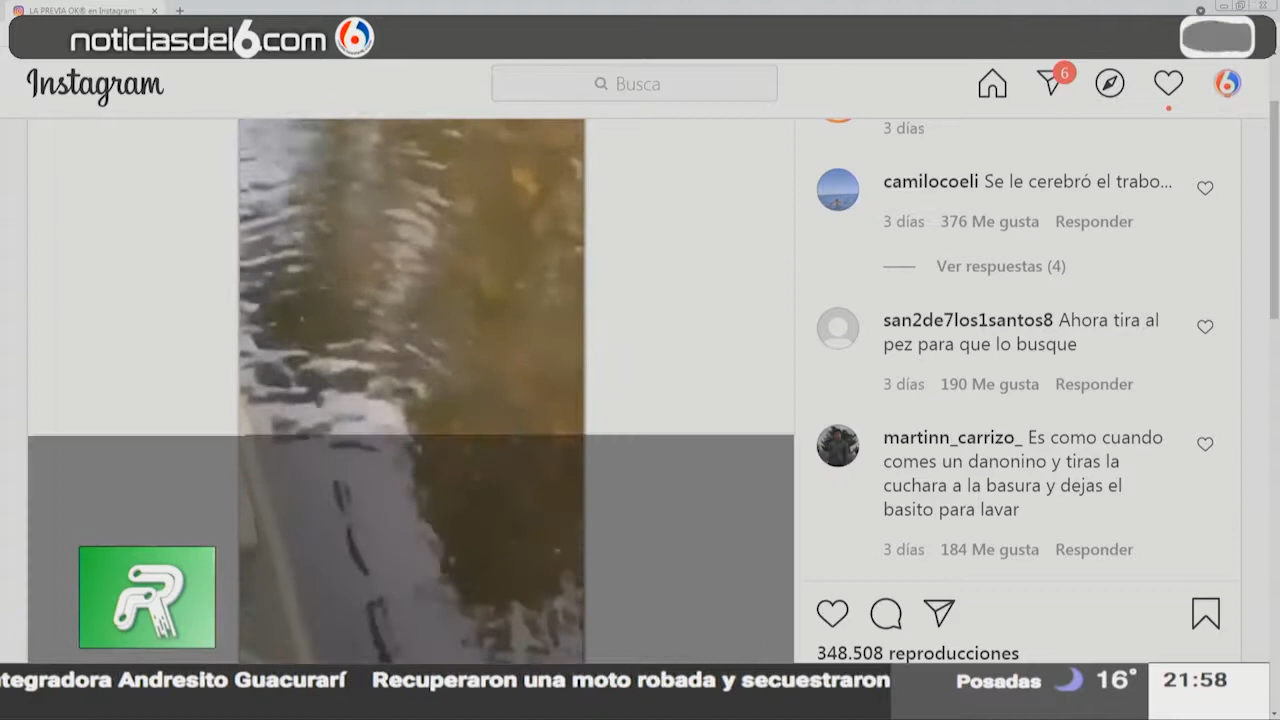 LA PREVIA OK® en Instagram: "
noticiasdel6.com
Instagram
Busca
6
3 días
camilocoeli Se le cerebró el trabo...
3 días 376 Me gusta Responder
Ver respuestas (4)
san2de7los1santos8 Ahora tira al
pez para que lo busque
3 días 190 Me gusta Responder
martinn_carrizo_ Es como cuando
comes un danonino y tiras la
cuchara a la basura y dejas el
basito para lavar
3 días 184 Me gusta Responder
348.508 reproducciones
R
ntegradora Andresito Guacurarí Recuperaron una moto robada y secuestraron
Posadas 16° 21:58